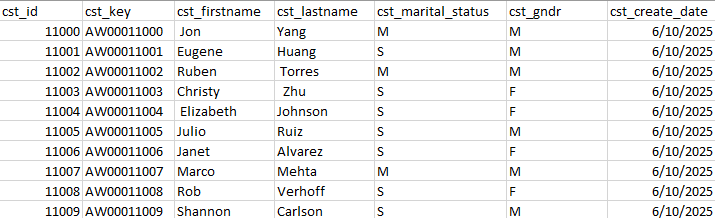 cst_id cst_key cst_firstname cst_lastname cst_marital_status cst_gndr cst_create_date
11000 AW00011000 Jon Yang M M 6/10/2025
11001 AW00011001 Eugene Huang S M 6/10/2025
11002 AW00011002 Ruben Torres M M 6/10/2025
11003 AW00011003 Christy Zhu S F 6/10/2025
11004 AW00011004 Elizabeth Johnson S F 6/10/2025
11005 AW00011005 Julio Ruiz S M 6/10/2025
11006 AW00011006 Janet Alvarez S F 6/10/2025
11007 AW00011007 Marco Mehta M M 6/10/2025
11008 AW00011008 Rob Verhoff S F 6/10/2025
11009 AW00011009 Shannon Carlson S M 6/10/2025